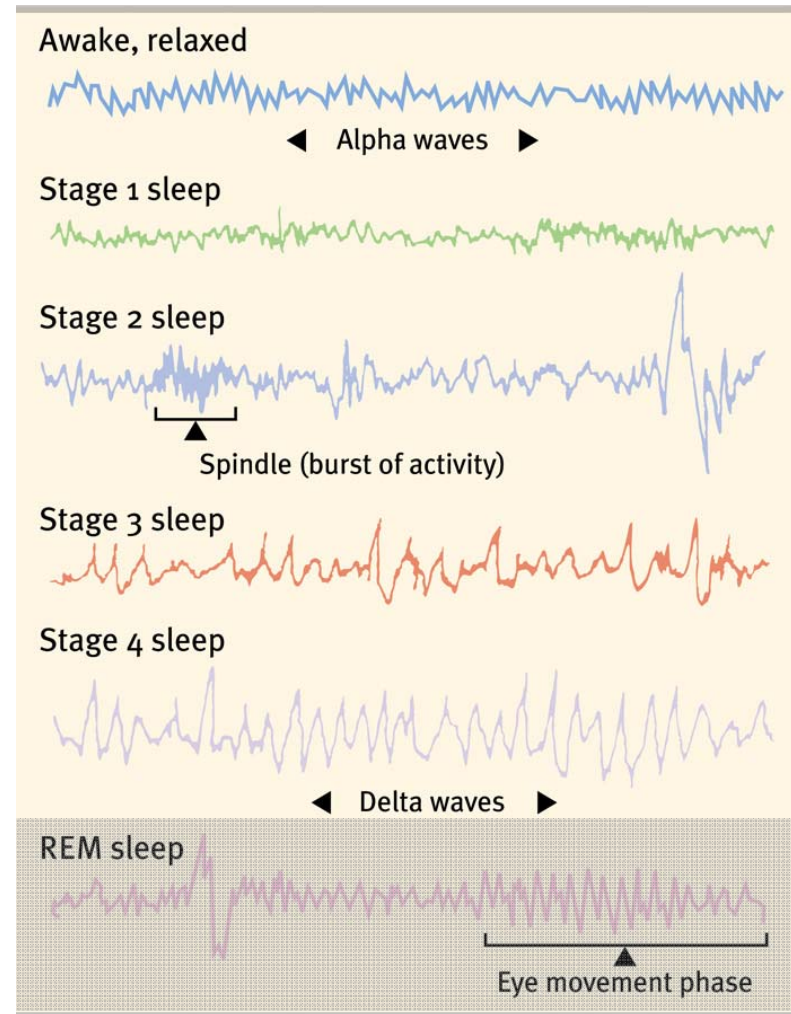 Awake, relaxed
◄ Alpha waves ►
Stage 1 sleep
Stage 2 sleep
Spindle (burst of activity)
Stage 3 sleep
Stage 4 sleep
◄ Delta waves ►
REM sleep
Eye movement phase